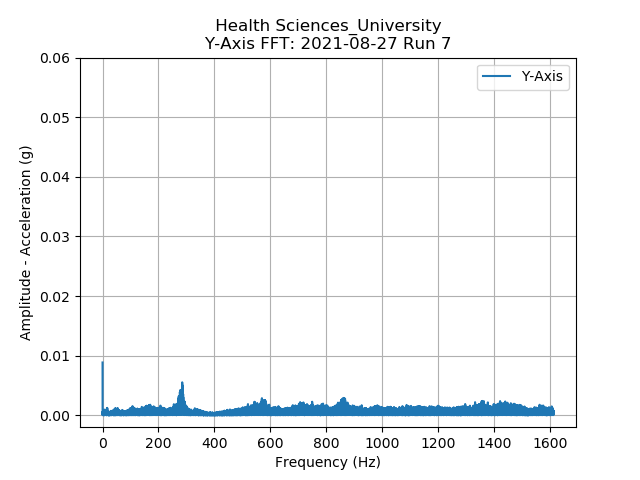 Health Sciences_University
Y-Axis FFT: 2021-08-27 Run 7
Y-Axis
Amplitude - Acceleration (g)
0.06
0.05
0.04
0.03
0.02
0.01
0.00
0 200 400 600 800 1000 1200 1400 1600
Frequency (Hz)